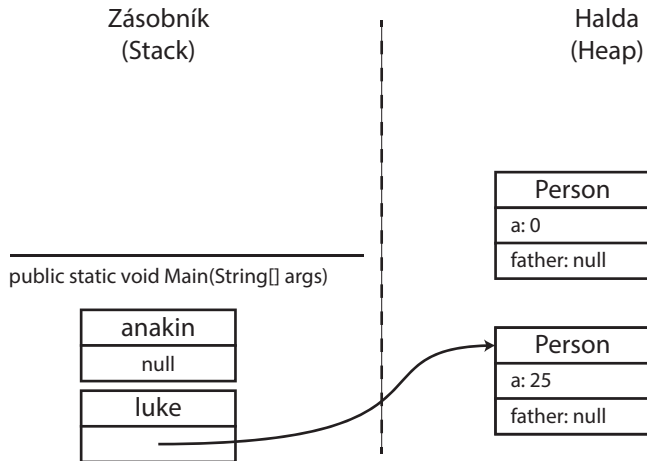 Zásobník
(Stack)
Halda
(Heap)
Person
a: 0
father: null
public static void Main(String[] args)
anakin
null
luke
Person
a: 25
father: null